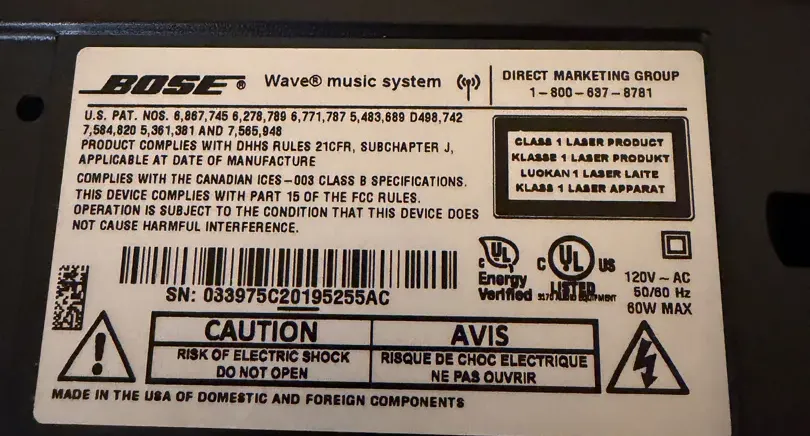 BOSE® Wave® music system
DIRECT MARKETING GROUP
1-800-637-8781
U.S. PAT. NOS. 6,867,745 6,278,789 6,771,787 5,483,689 D498,742
7,584,820 5,361,381 AND 7,565,948
PRODUCT COMPLIES WITH DHHS RULES 21CFR, SUBCHAPTER J,
APPLICABLE AT DATE OF MANUFACTURE
COMPLIES WITH THE CANADIAN ICES-003 CLASS B SPECIFICATIONS.
THIS DEVICE COMPLIES WITH PART 15 OF THE FCC RULES.
OPERATION IS SUBJECT TO THE CONDITION THAT THIS DEVICE DOES
NOT CAUSE HARMFUL INTERFERENCE.
CLASS 1 LASER PRODUCT
KLASSE 1 LASER PRODUKT
LUOKAN 1 LASER LAITE
KLASS 1 LASER APPARAT
SN: 033975C20195255AC
C UL
Energy
Verified
C UL US
LISTED
EQUIPMENT
120V ~ AC
50/60 Hz
60W MAX
CAUTION
RISK OF ELECTRIC SHOCK
DO NOT OPEN
AVIS
RISQUE DE CHOC ELECTRIQUE
NE PAS OUVRIR
MADE IN THE USA OF DOMESTIC AND FOREIGN COMPONENTS